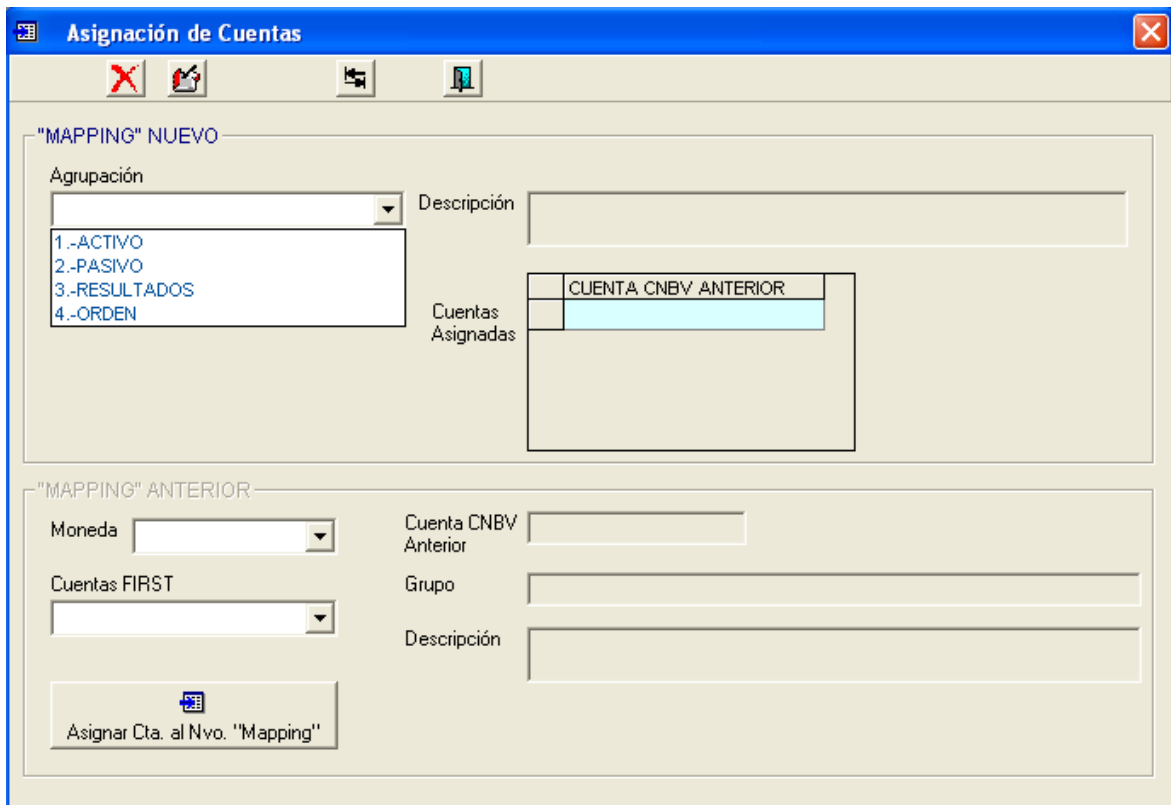 Asignación de Cuentas
"MAPPING" NUEVO
Agrupación
Descripción
1.-ACTIVO
2.-PASIVO
3.-RESULTADOS
4.-ORDEN
Cuentas
Asignadas
CUENTA CNBV ANTERIOR
"MAPPING" ANTERIOR
Moneda
Cuenta CNBV
Anterior
Cuentas FIRST
Grupo
Descripción
Asignar Cta. al Nvo. "Mapping"